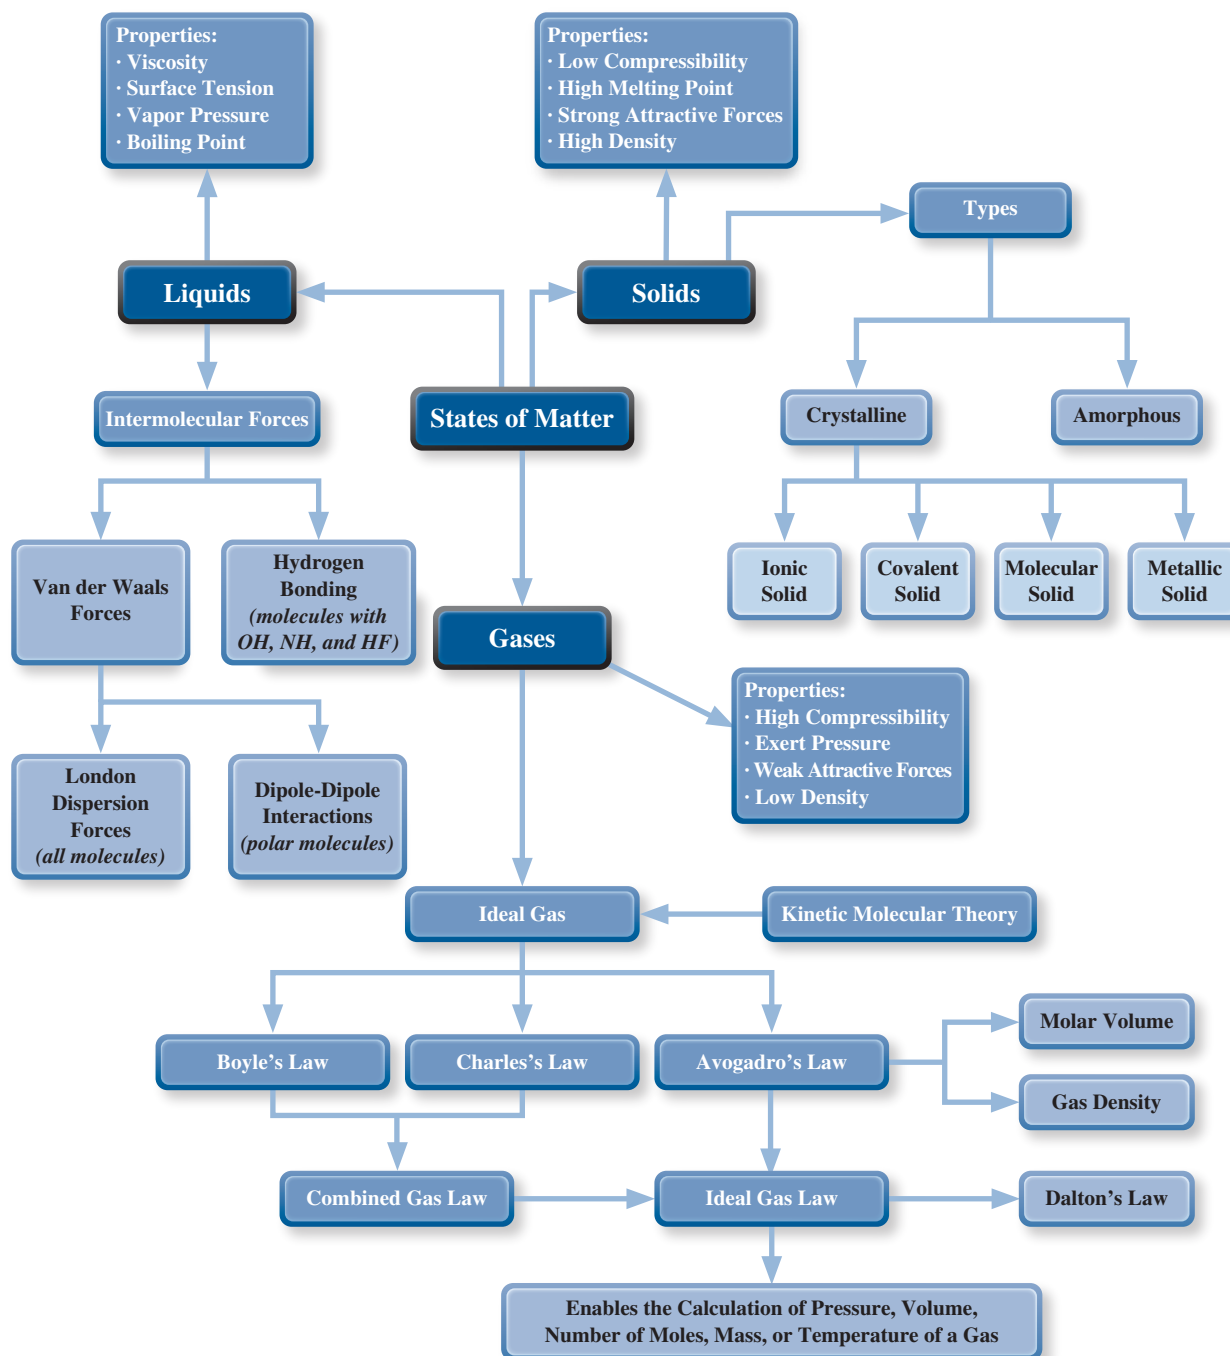 Properties:
· Viscosity
· Surface Tension
· Vapor Pressure
· Boiling Point
Properties:
· Low Compressibility
· High Melting Point
· Strong Attractive Forces
· High Density
Types
Liquids
Solids
Intermolecular Forces
States of Matter
Crystalline
Amorphous
Van der Waals
Forces
Hydrogen
Bonding
(molecules with
OH, NH, and HF)
Ionic
Solid
Covalent
Solid
Molecular
Solid
Metallic
Solid
Gases
Properties:
· High Compressibility
· Exert Pressure
· Weak Attractive Forces
· Low Density
London
Dispersion
Forces
(all molecules)
Dipole-Dipole
Interactions
(polar molecules)
Ideal Gas
Kinetic Molecular Theory
Boyle’s Law
Charles’s Law
Avogadro’s Law
Molar Volume
Gas Density
Combined Gas Law
Ideal Gas Law
Dalton’s Law
Enables the Calculation of Pressure, Volume,
Number of Moles, Mass, or Temperature of a Gas